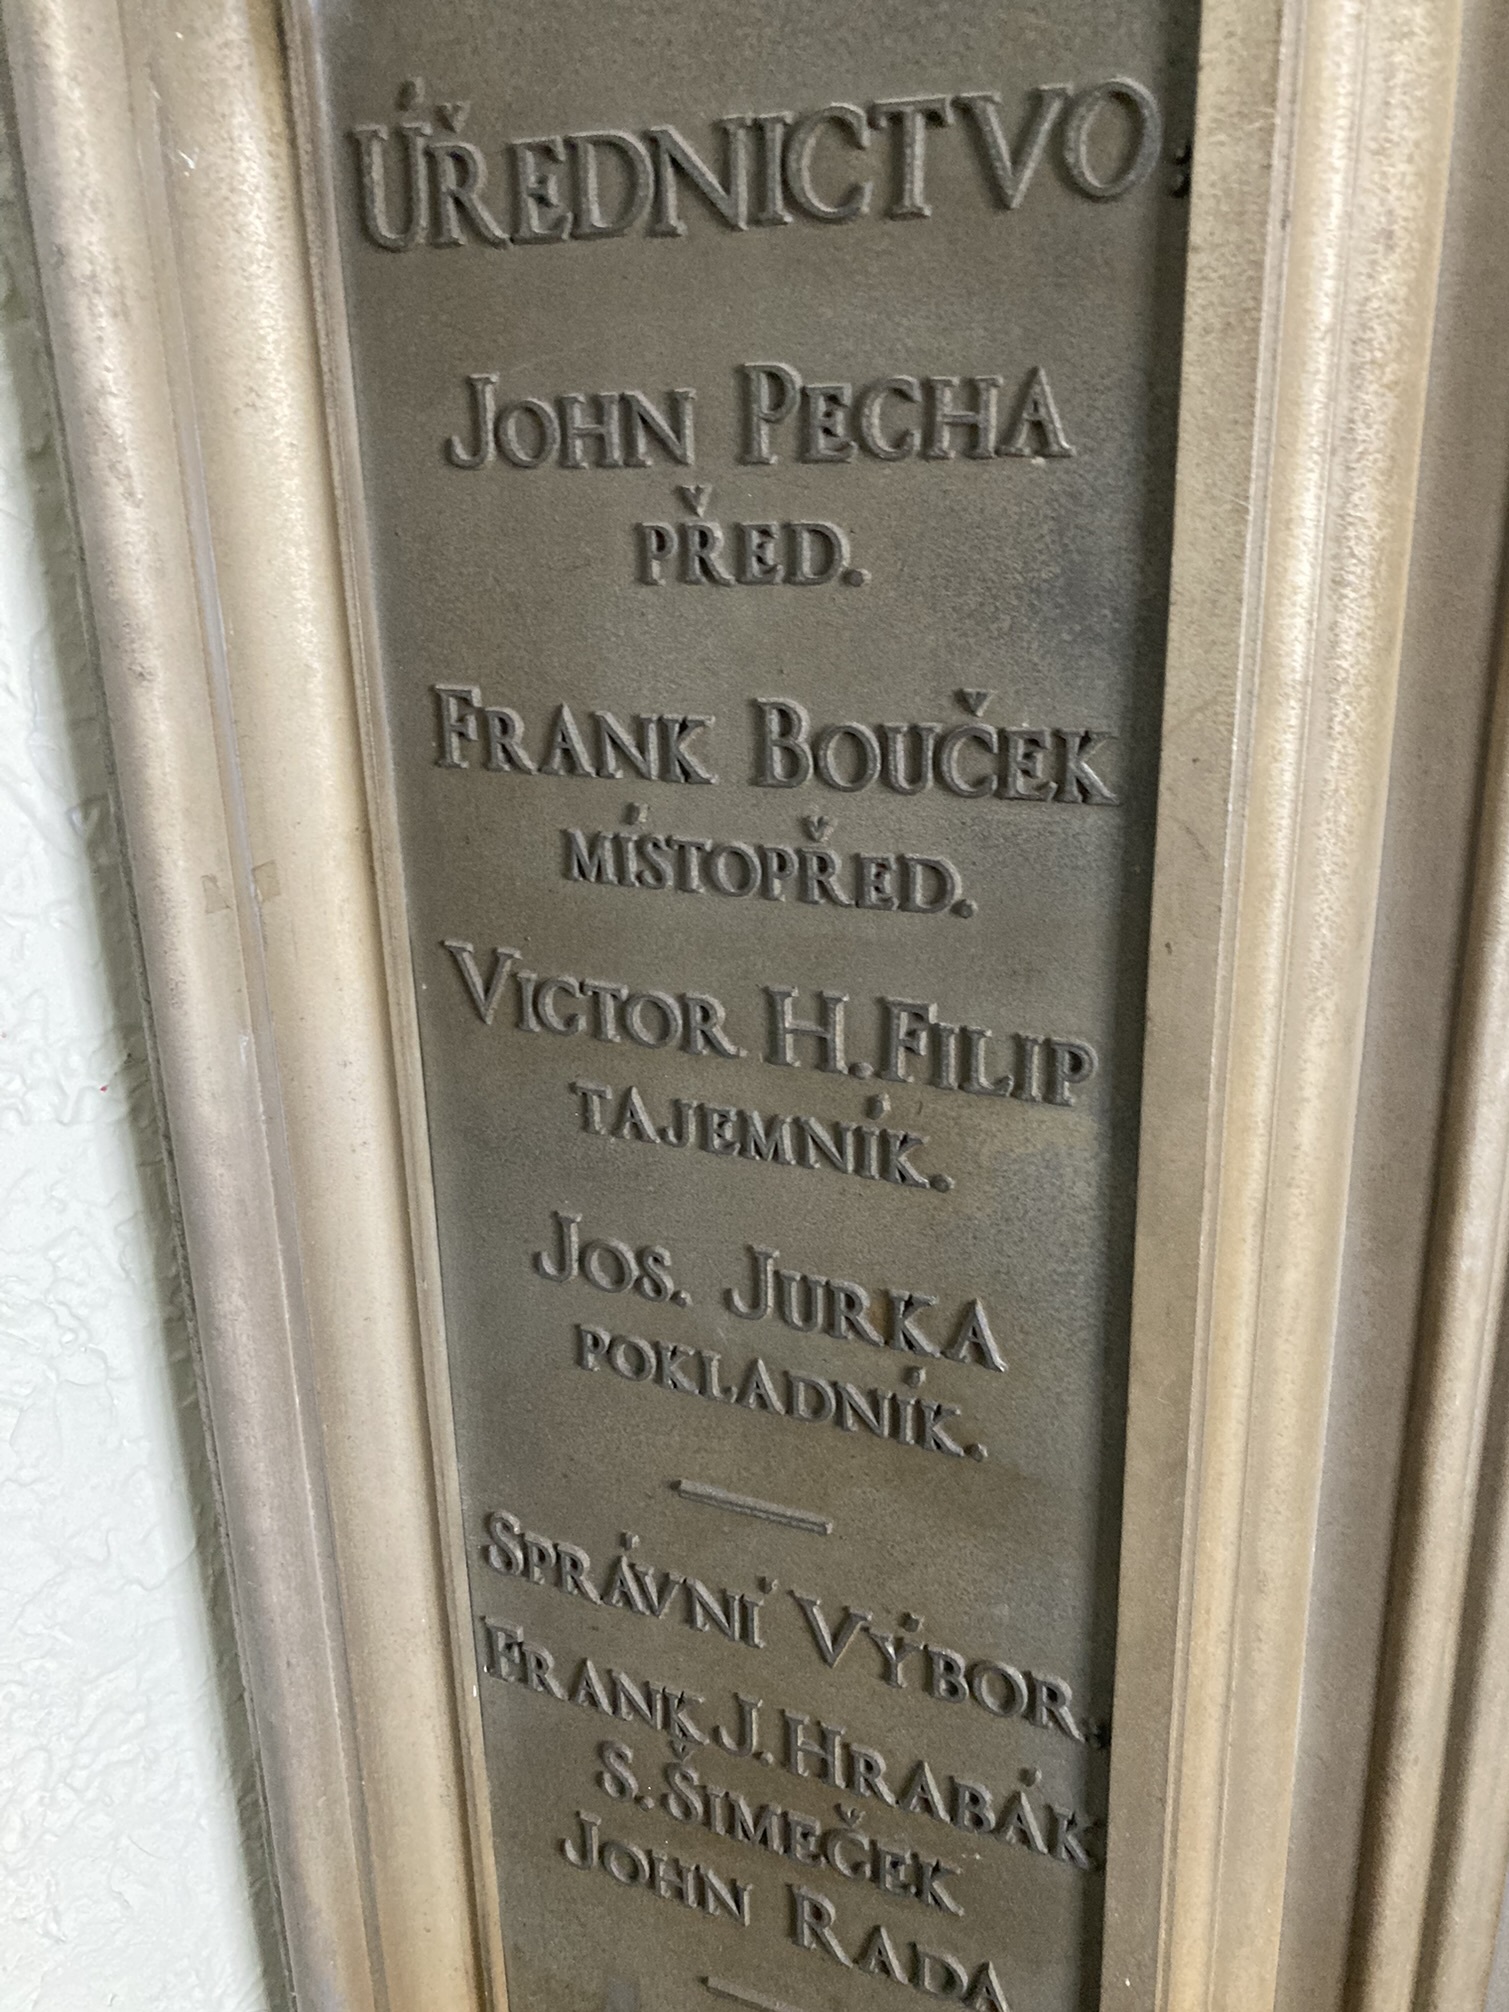 ÚŘEDNICTVO,
JOHN PECHA
PŘED.
FRANK BOUČEK
MÍSTOPŘED.
VICTOR H. FILIP
TAJEMNÍK.
JOS. JURKA
POKLADNÍK.
SPRÁVNÍ VÝBOR.
FRANK J. HRABÁK
S. ŠIMEČEK
JOHN RADA